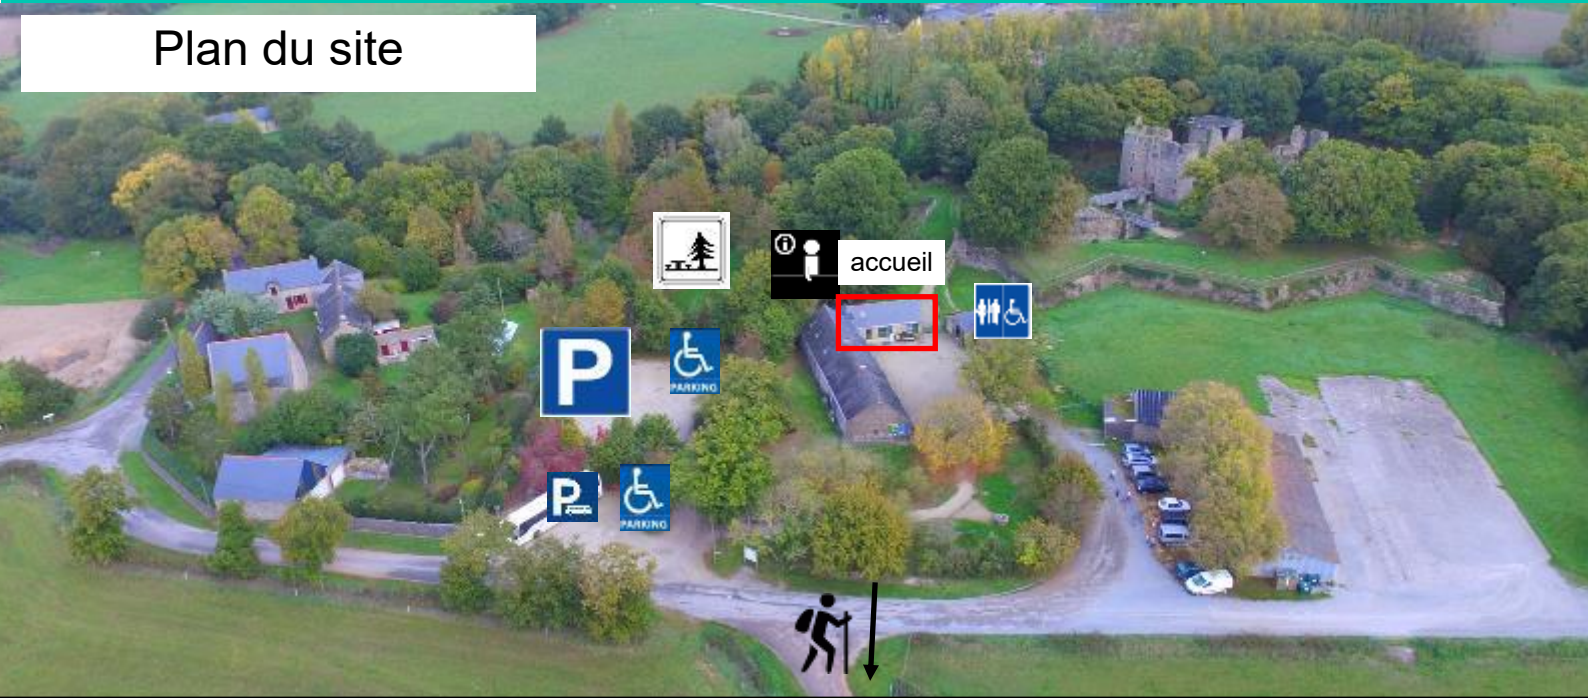 Plan du site
i
accueil
P
PARKING
P
PARKING